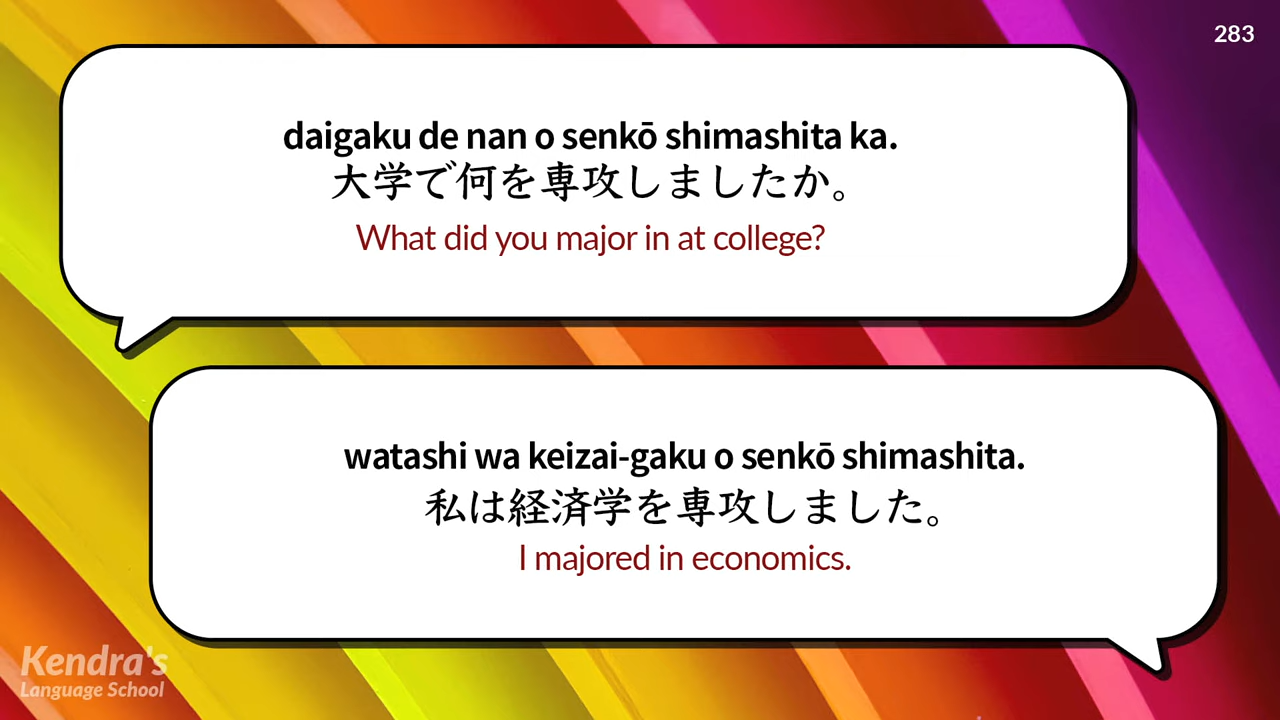 283
daigaku de nan o senkō shimashita ka.
大学で何を専攻しましたか。
What did you major in at college?
watashi wa keizai-gaku o senkō shimashita.
私は経済学を専攻しました。
I majored in economics.
Kendra's
Language School